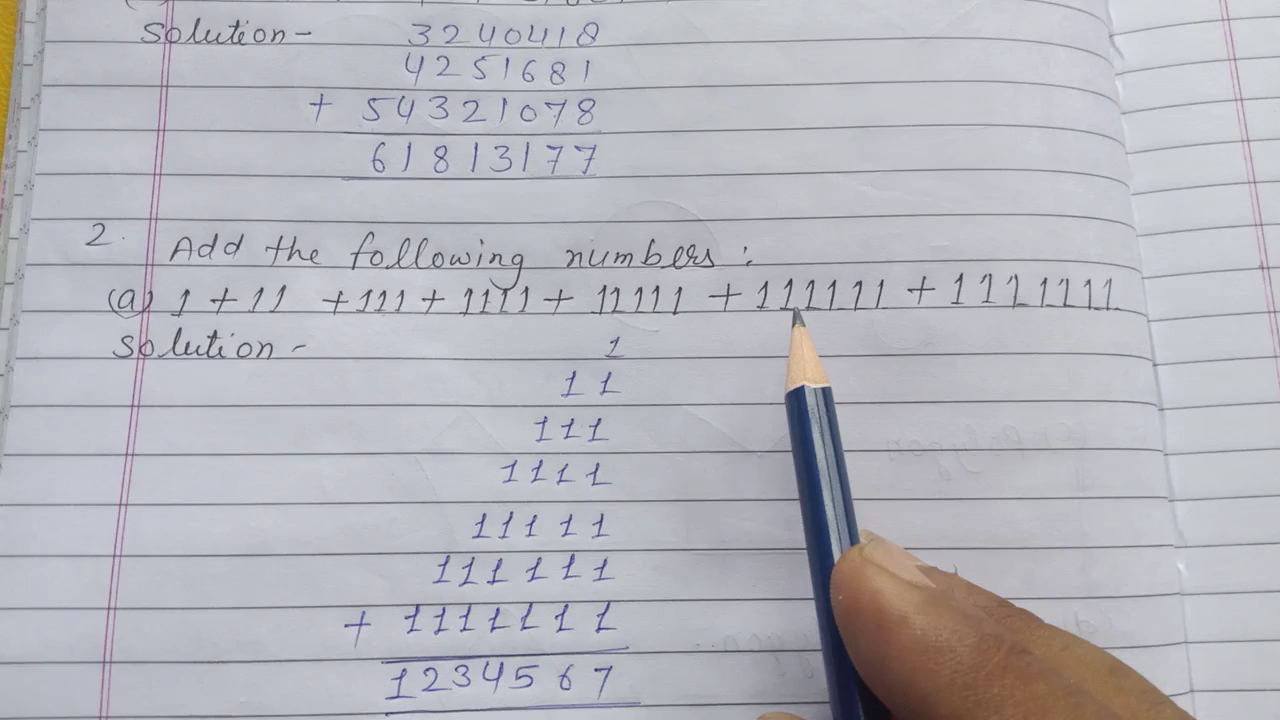 Solution - 3240418
4251681
+ 54321078
61813177
2. Add the following numbers :
(a) 1 + 11 + 111 + 1111 + 11111 + 111111 + 1111111
Solution - 1
11
111
1111
11111
111111
+ 1111111
1234567